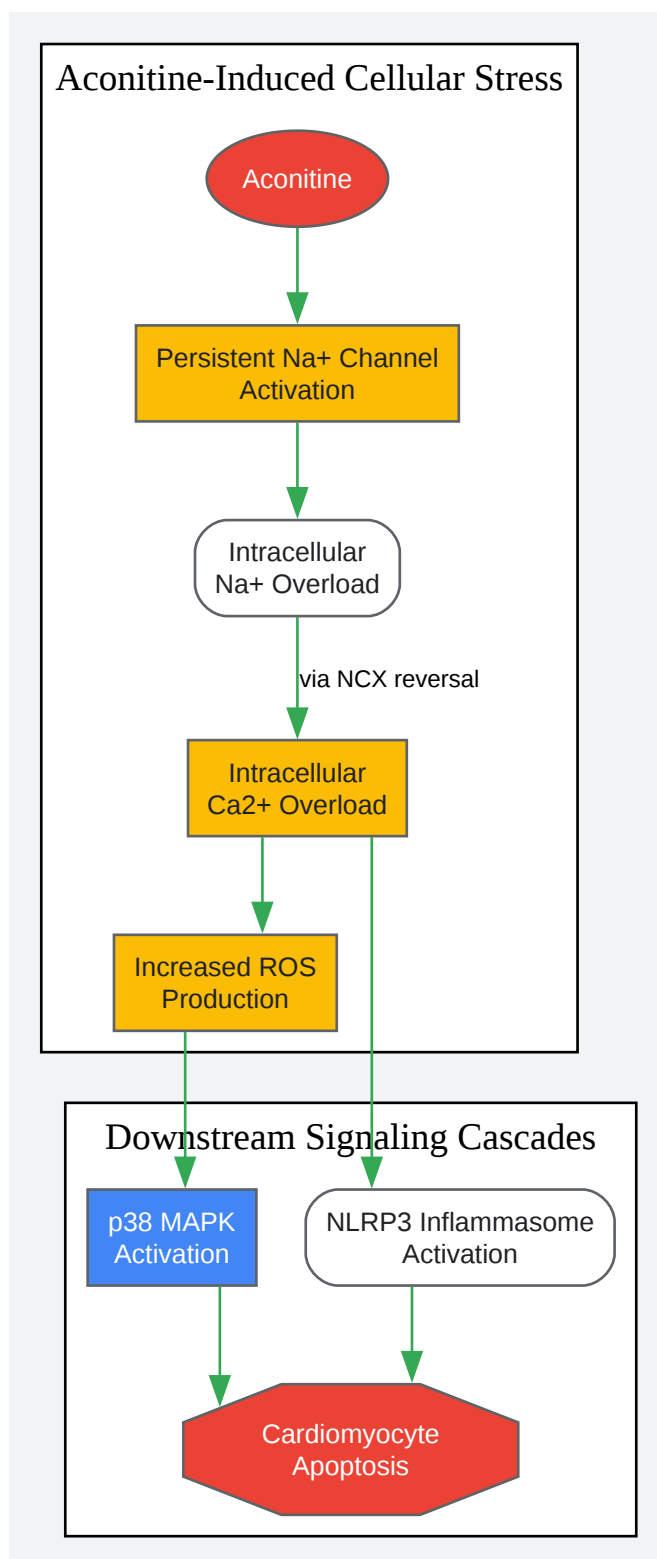 Aconitine-Induced Cellular Stress
Aconitine
Persistent Na+ Channel
Activation
Intracellular
Na+ Overload
via NCX reversal
Intracellular
Ca2+ Overload
Increased ROS
Production
Downstream Signaling Cascades
p38 MAPK
Activation
NLRP3 Inflammasome
Activation
Cardiomyocyte
Apoptosis